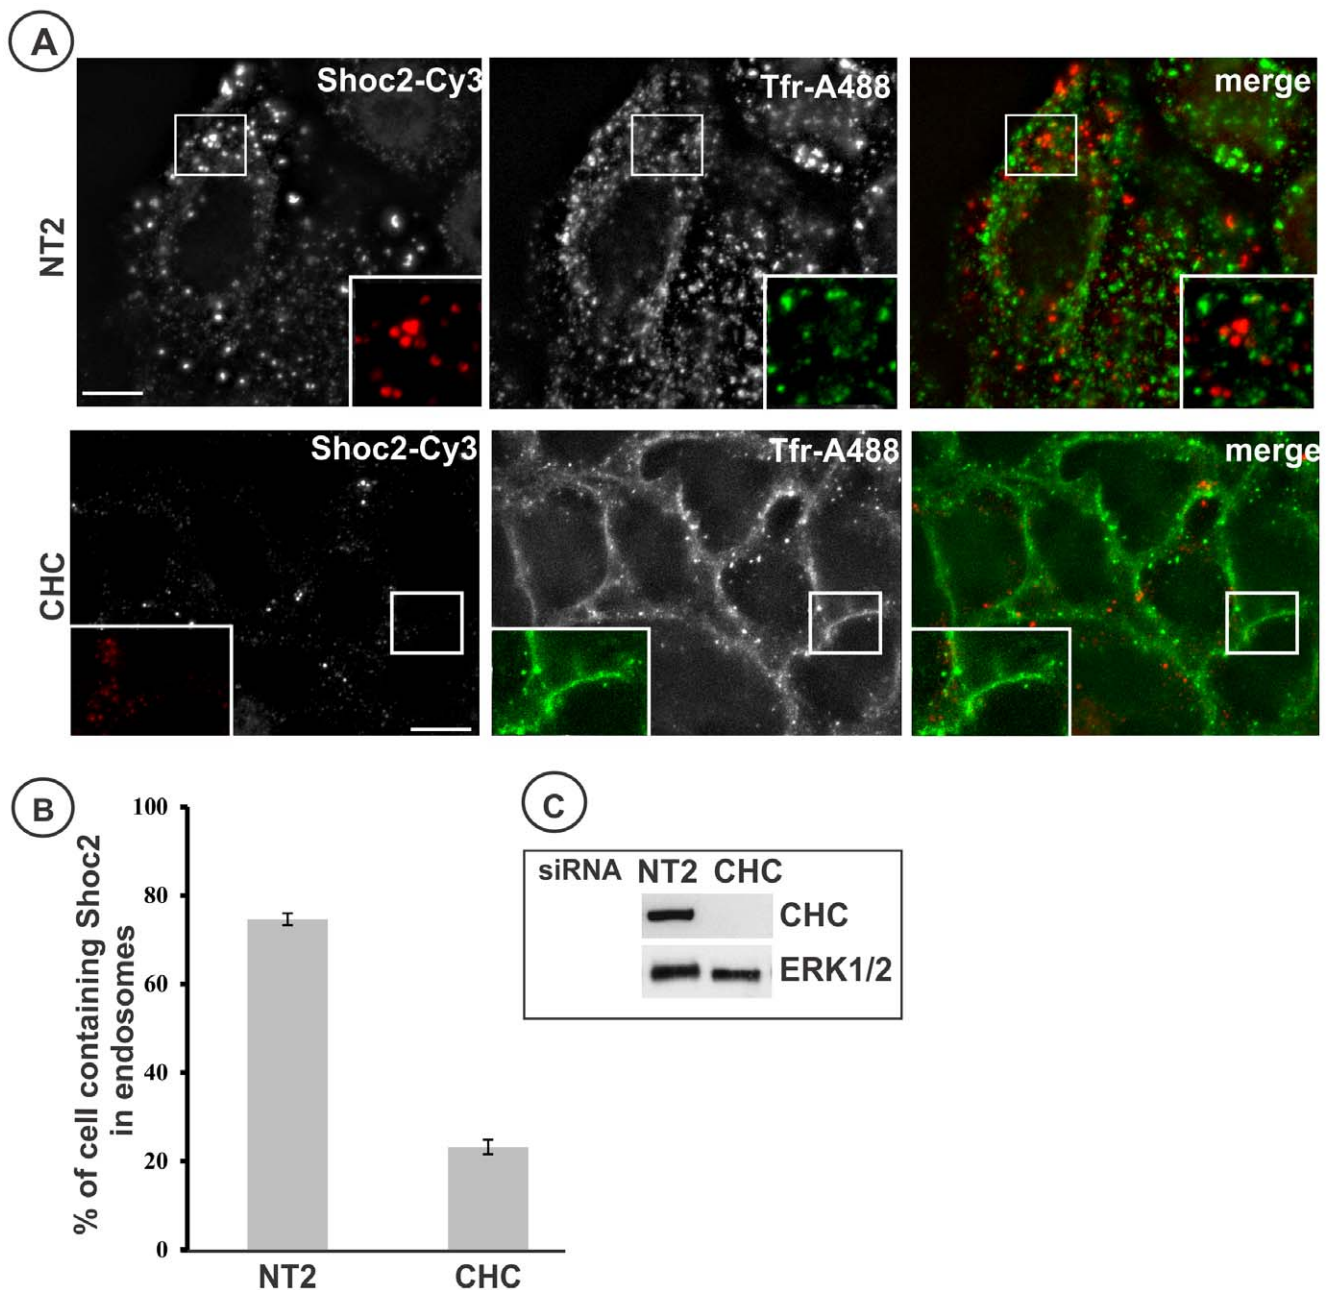 A
Shoc2-Cy3
Tfr-A488
merge
NT2
Shoc2-Cy3
Tfr-A488
merge
CHC
B
% of cell containing Shoc2
in endosomes
100
80
60
40
20
0
NT2
CHC
C
siRNA NT2 CHC
CHC
ERK1/2